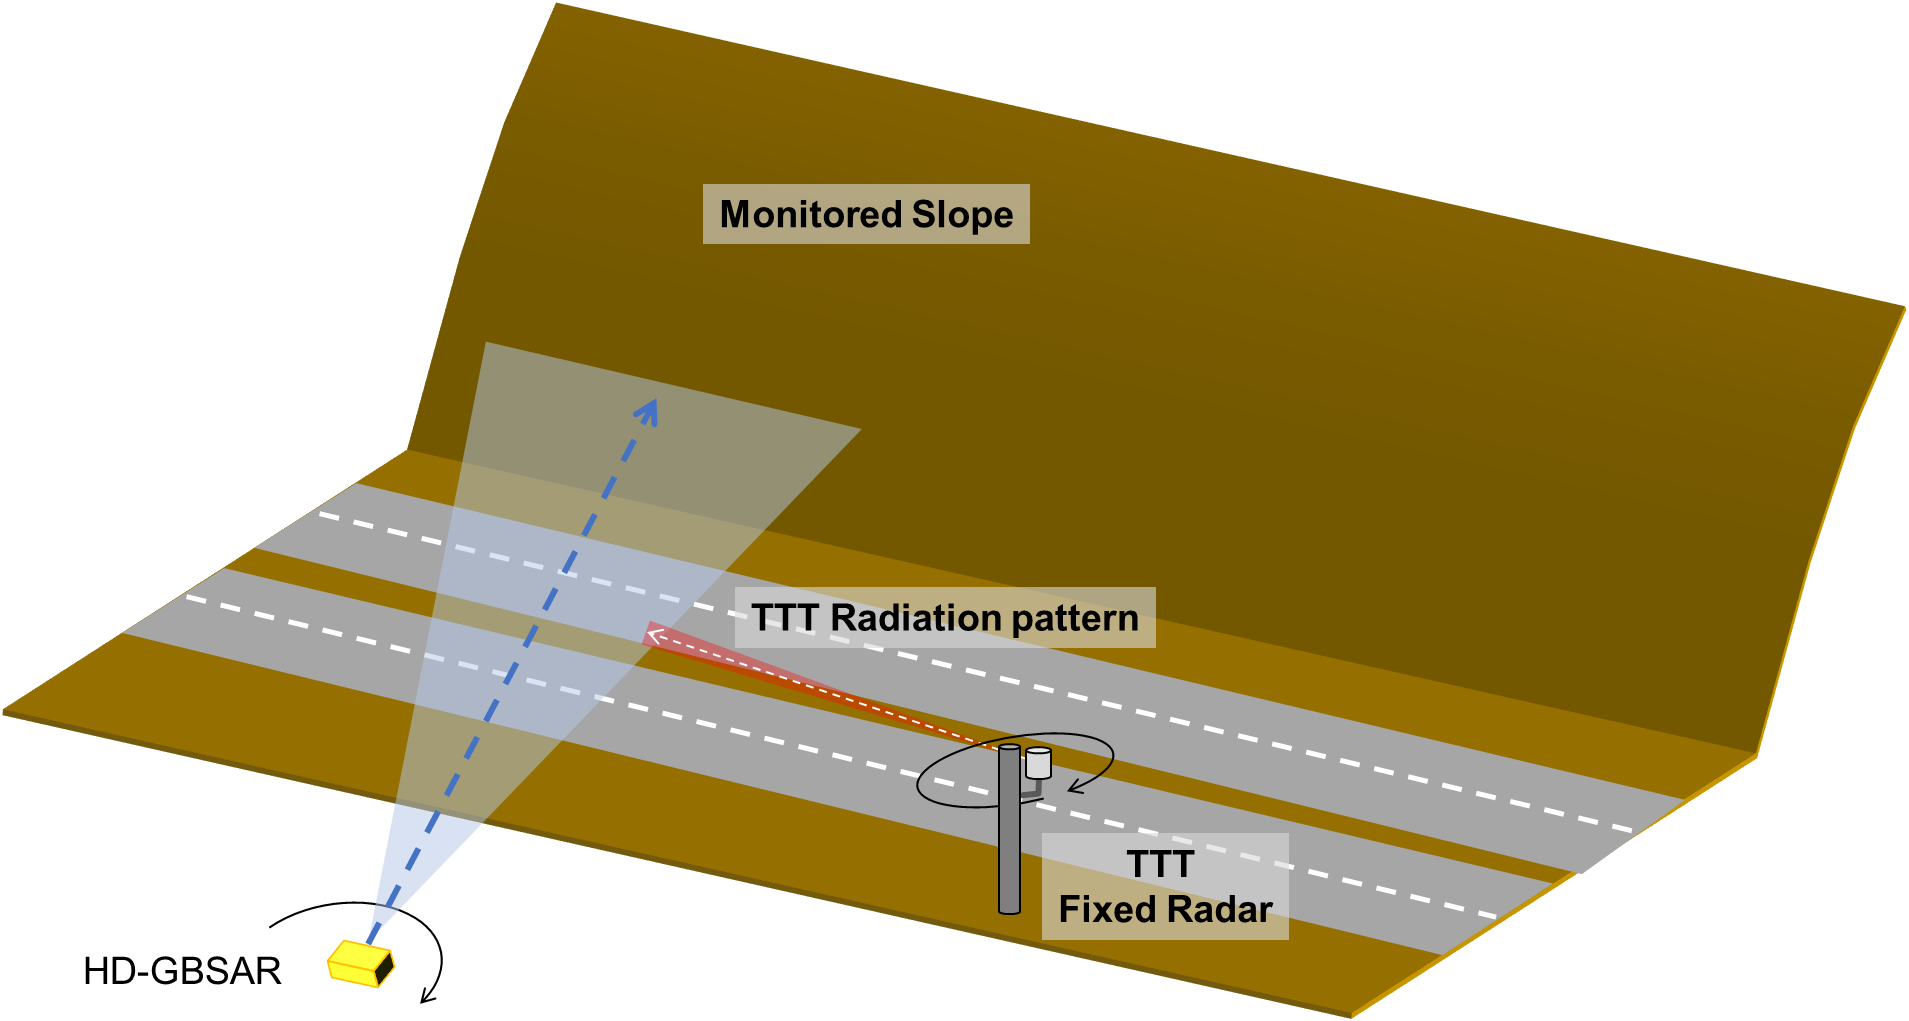 Monitored Slope
TTT Radiation pattern
TTT
Fixed Radar
HD-GBSAR